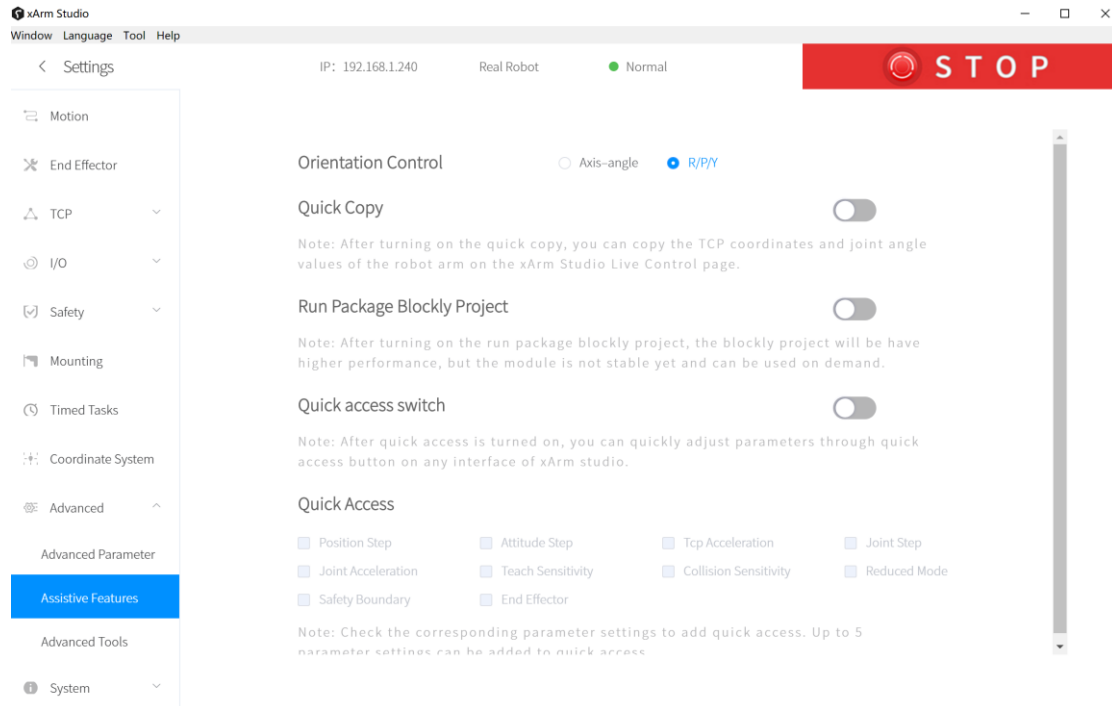 xArm Studio
Window Language Tool Help
Settings
IP: 192.168.1.240
Real Robot
Normal
STOP
Motion
End Effector
TCP
I/O
Safety
Mounting
Timed Tasks
Coordinate System
Advanced
Advanced Parameter
Assistive Features
Advanced Tools
System
Orientation Control
Axis-angle
R/P/Y
Quick Copy
Note: After turning on the quick copy, you can copy the TCP coordinates and joint angle
values of the robot arm on the xArm Studio Live Control page.
Run Package Blockly Project
Note: After turning on the run package blockly project, the blockly project will be have
higher performance, but the module is not stable yet and can be used on demand.
Quick access switch
Note: After quick access is turned on, you can quickly adjust parameters through quick
access button on any interface of xArm studio.
Quick Access
Position Step Attitude Step Tcp Acceleration Joint Step
Joint Acceleration Teach Sensitivity Collision Sensitivity Reduced Mode
Safety Boundary End Effector
Note: Check the corresponding parameter settings to add quick access. Up to 5
parameter settings can be added to quick access